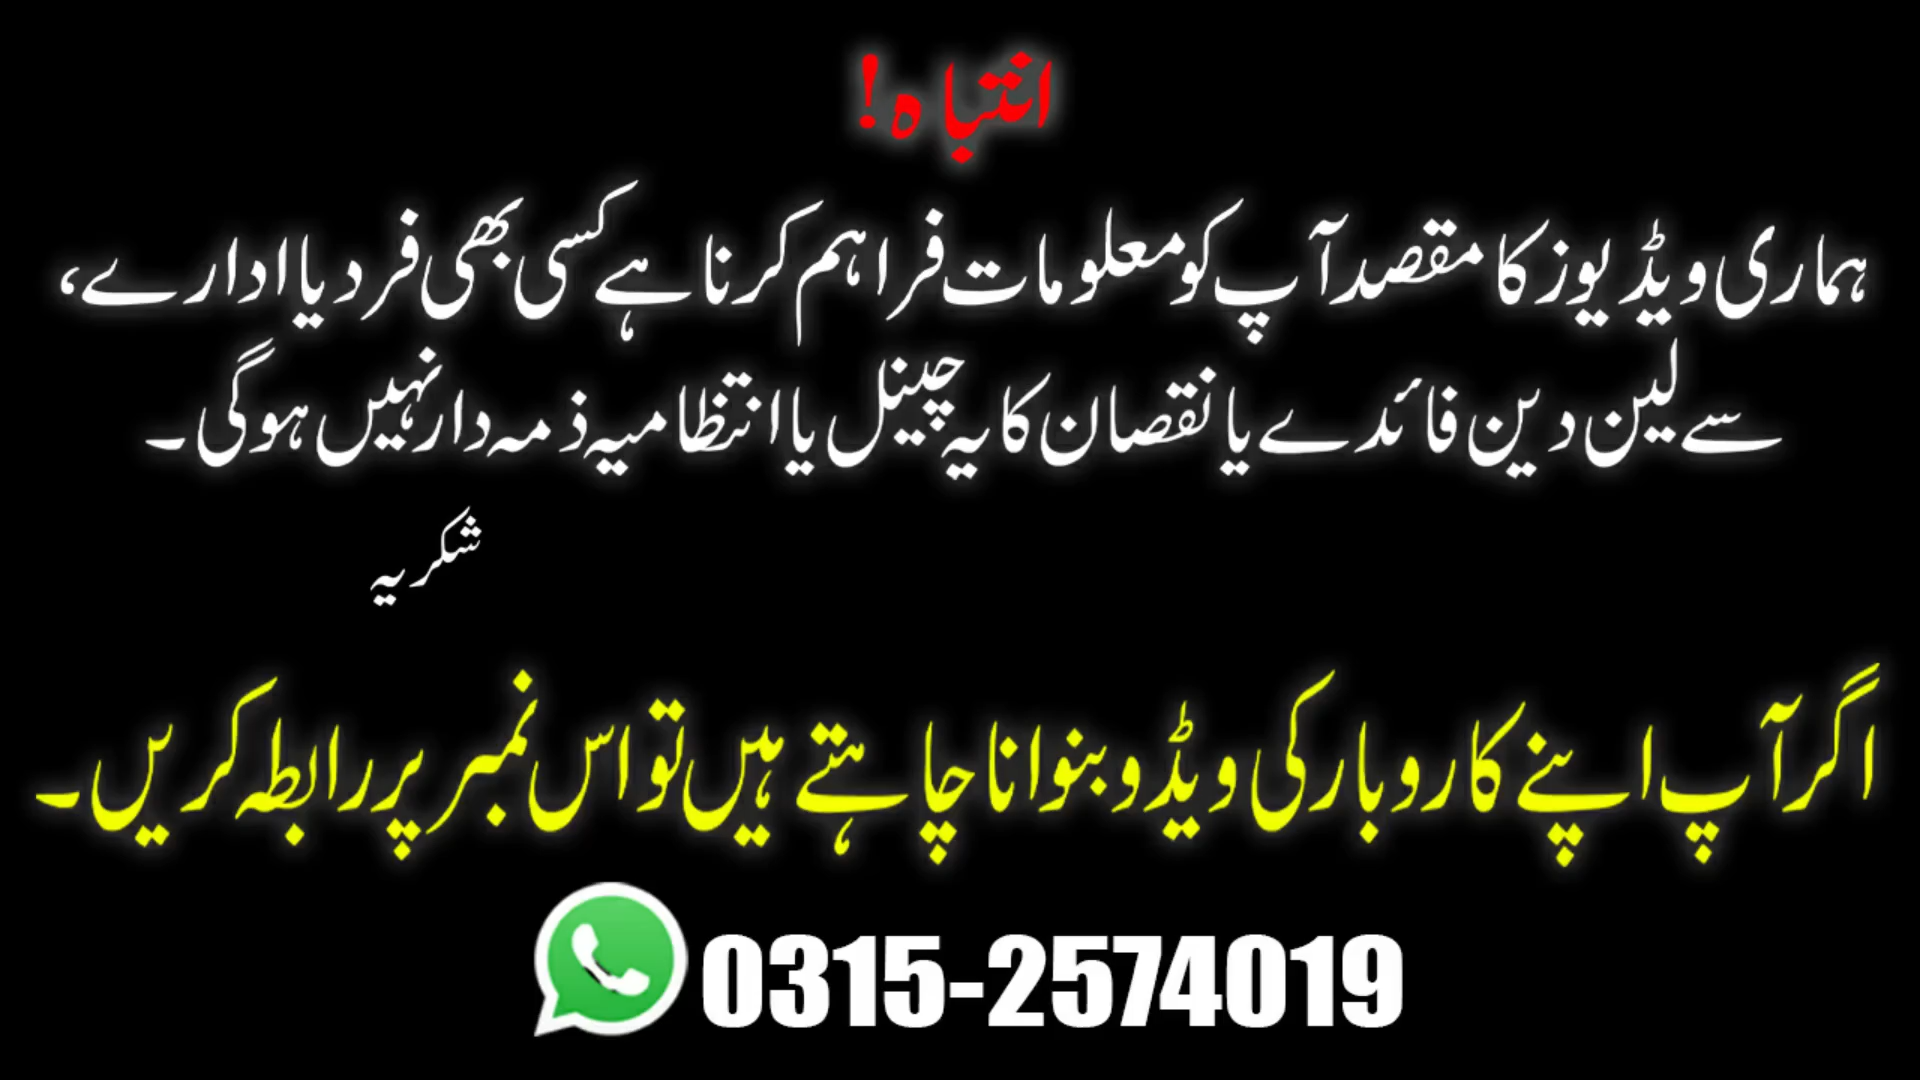 انتباہ!
ہماری ویڈیوز کا مقصد آپ کو معلومات فراہم کرنا ہے کسی بھی فرد یا ادارے،
سے لین دین فائدے یا نقصان کا یہ چینل یا انتظامیہ ذمہ دار نہیں ہوگی۔
شکریہ
اگر آپ اپنے کاروبار کی ویڈو بنوانا چاہتے ہیں تو اس نمبر پر رابطہ کریں۔
0315-2574019